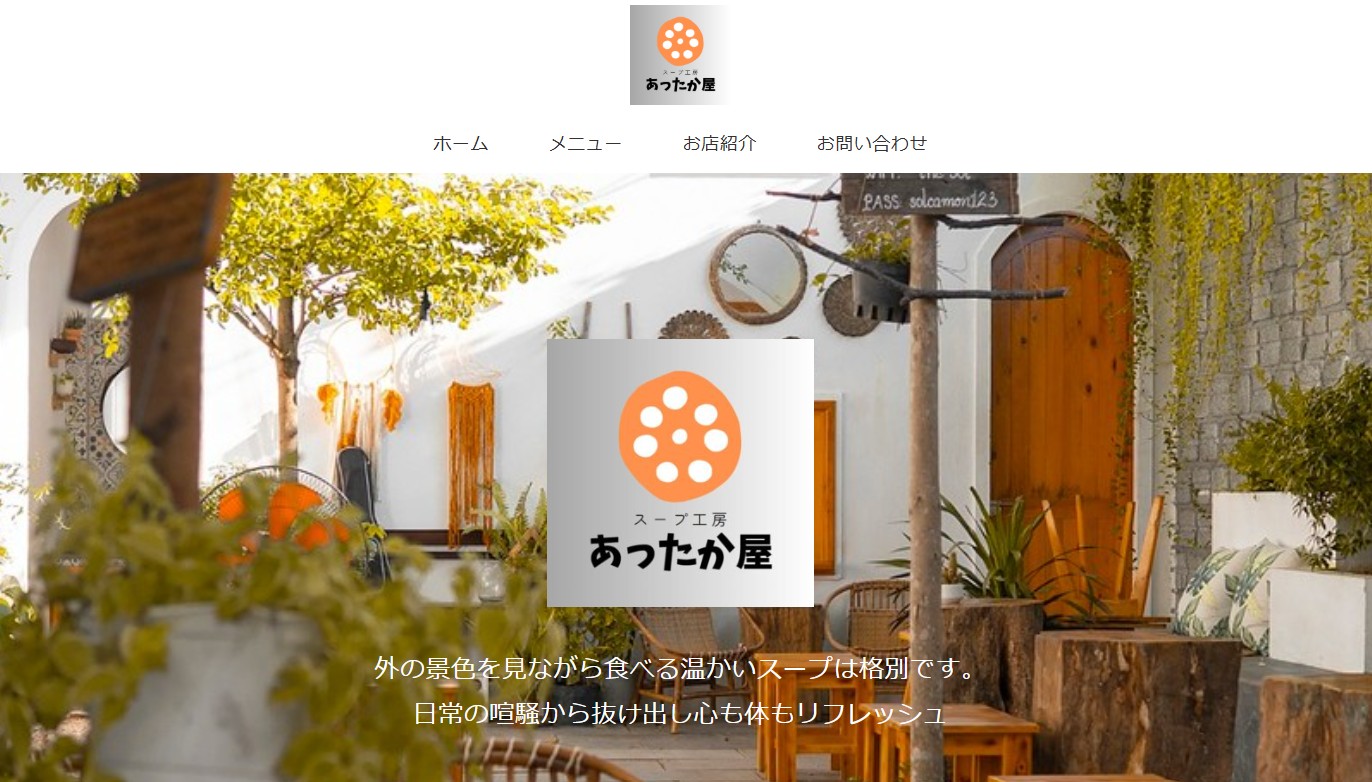 スープ工房
あったか屋
ホーム メニュー お店紹介 お問い合わせ
PASS: solcamon123
スープ工房
あったか屋
外の景色を見ながら食べる温かいスープは格別です。
日常の喧騒から抜け出し心も体もリフレッシュ